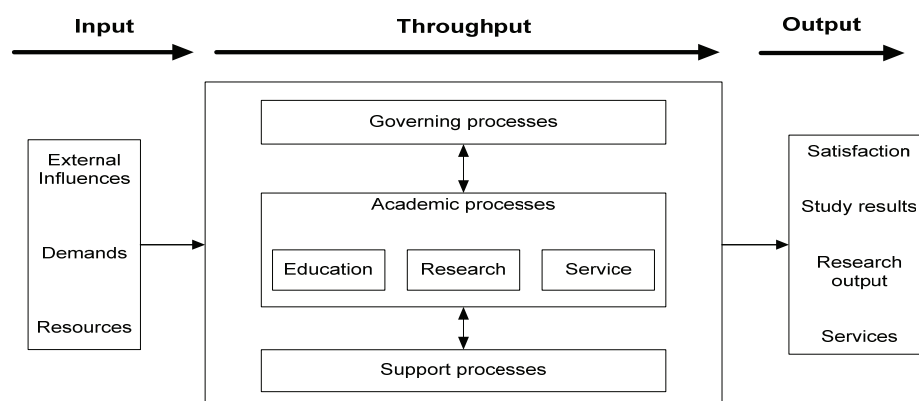 Input
Throughput
Output
External
Influences
Demands
Resources
Governing processes
Academic processes
Education
Research
Service
Support processes
Satisfaction
Study results
Research
output
Services